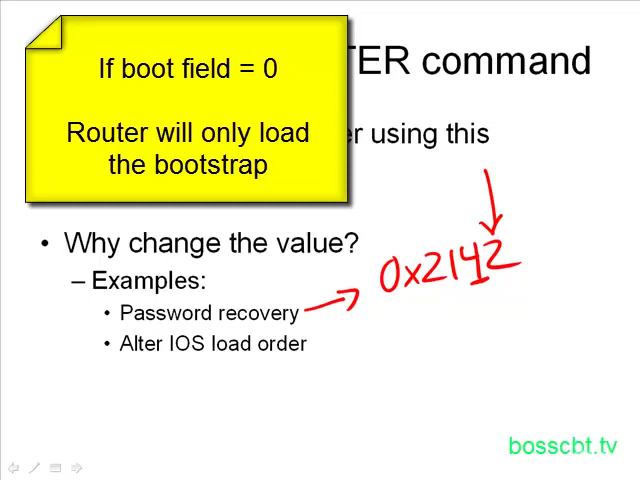 If boot field = 0
Router will only load
the bootstrap
TER command
er using this
• Why change the value?
– Examples:
• Password recovery
0x2142
• Alter IOS load order
bosscbt.tv